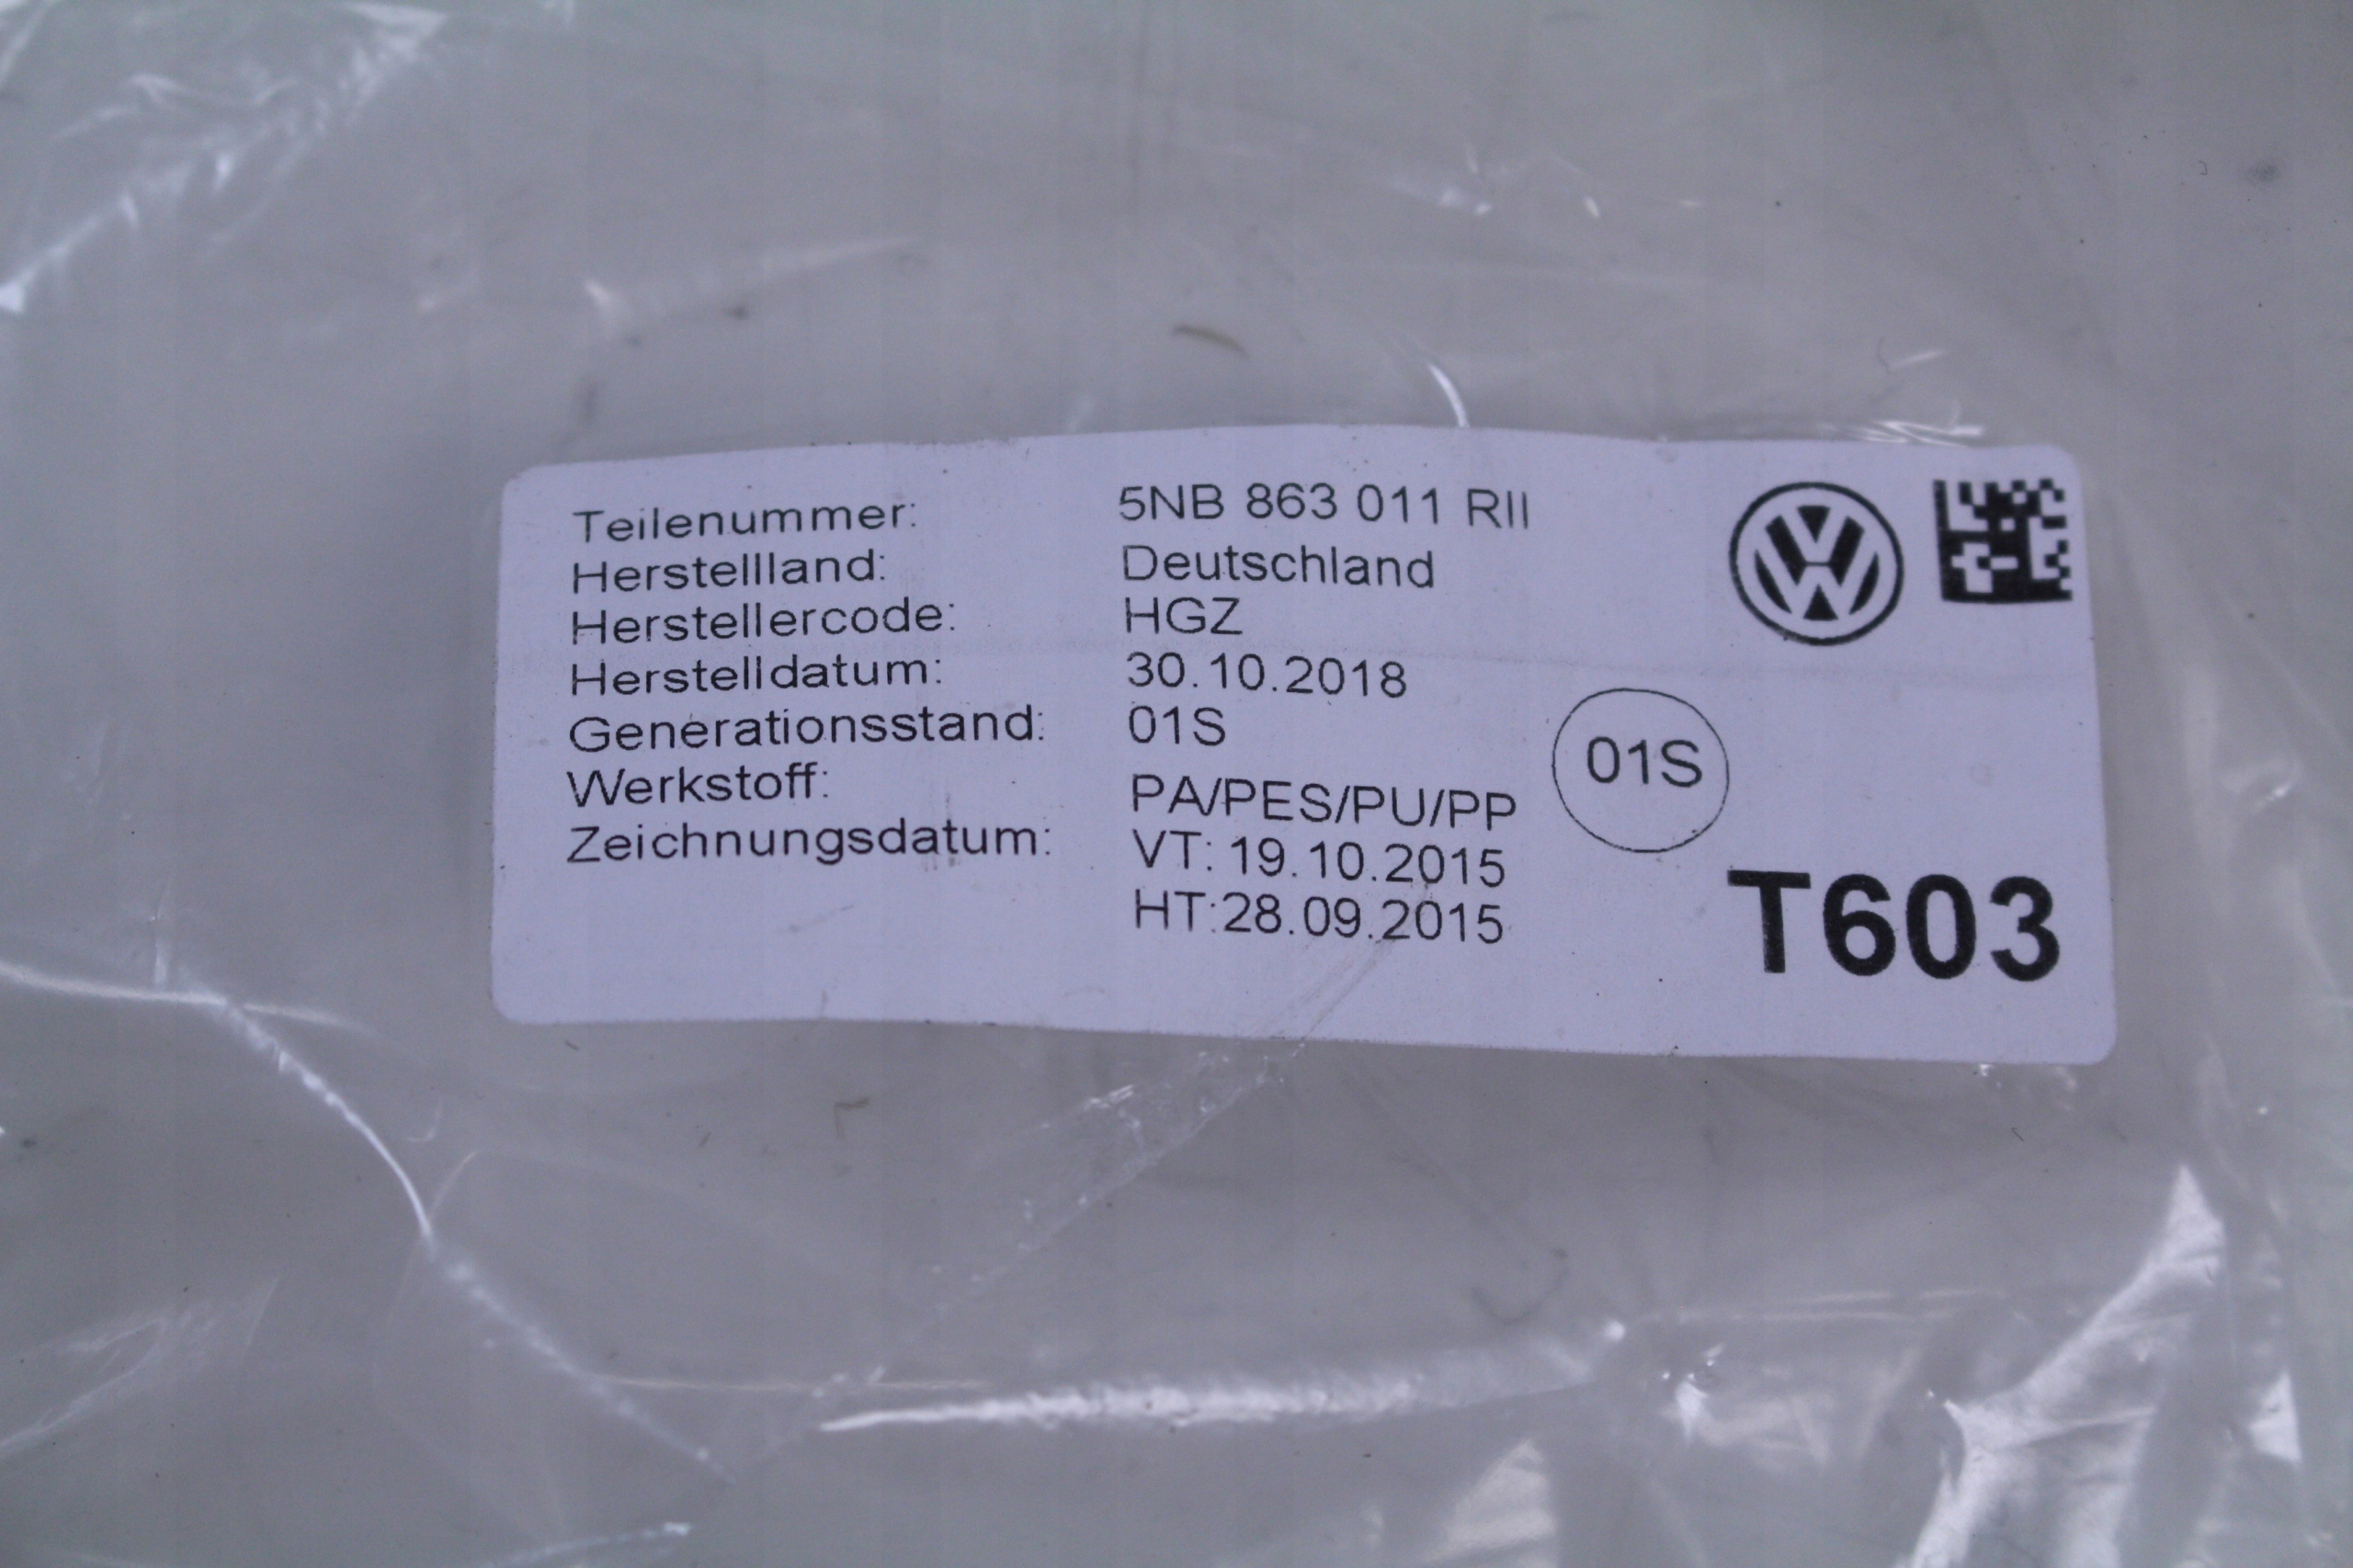 Teilenummer: 5NB 863 011 RII
Herstellland: Deutschland
Herstellercode: HGZ
Herstelldatum: 30.10.2018
Generationsstand: 01S
Werkstoff: PA/PES/PU/PP
Zeichnungsdatum: VT: 19.10.2015
HT:28.09.2015
VW
01S
T603